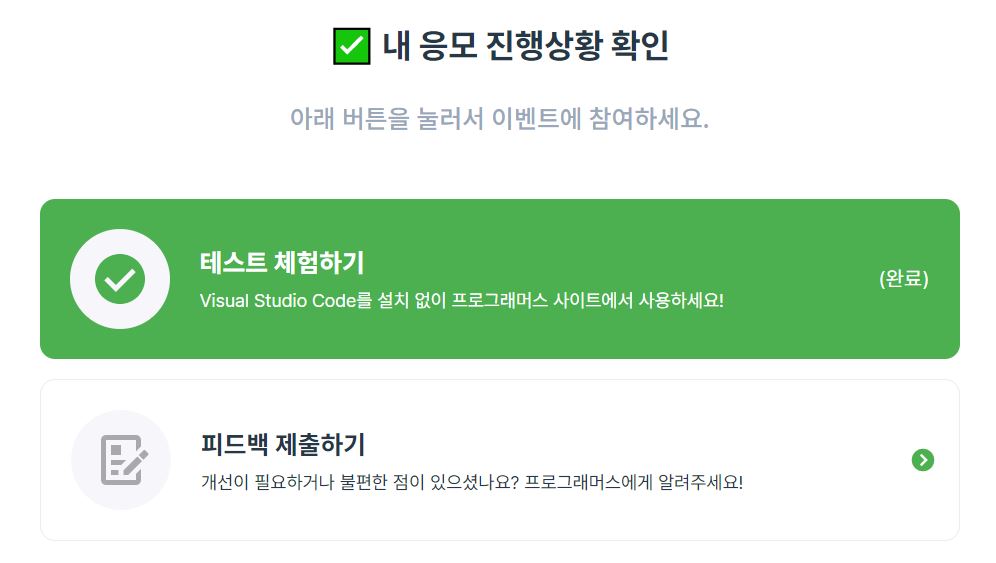 ✅ 내 응모 진행상황 확인
아래 버튼을 눌러서 이벤트에 참여하세요.
테스트 체험하기
Visual Studio Code를 설치 없이 프로그래머스 사이트에서 사용하세요!
(완료)
피드백 제출하기
개선이 필요하거나 불편한 점이 있으셨나요? 프로그래머스에게 알려주세요!